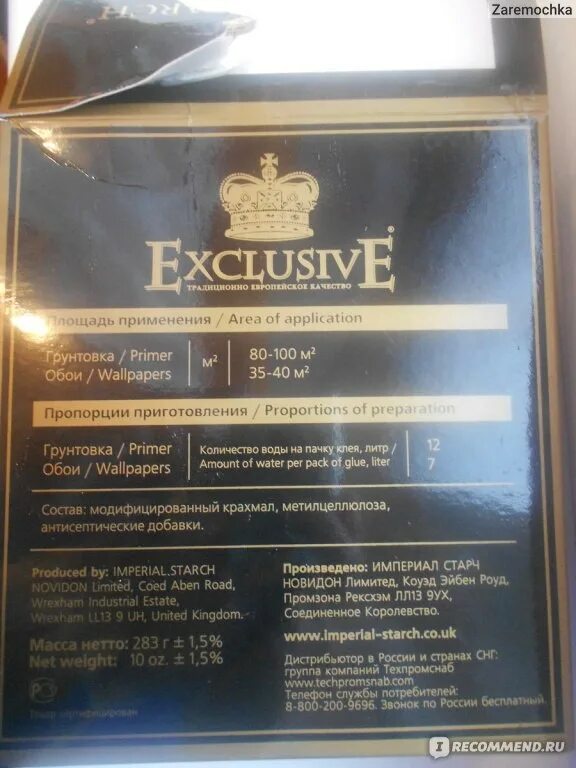 Zaremochka
EXCLUSIVE®
ТРАДИЦИОННО ЕВРОПЕЙСКОЕ КАЧЕСТВО
Площадь применения / Area of application
Грунтовка / Primer м² 80-100 м²
Обои / Wallpapers 35-40 м²
Пропорции приготовления / Proportions of preparation
Грунтовка / Primer Количество воды на пачку клея, литр / 12
Обои / Wallpapers Amount of water per pack of glue, liter 7
Состав: модифицированный крахмал, метилцеллюлоза,
антисептические добавки.
Produced by: IMPERIAL.STARCH
NOVIDON Limited, Coed Aben Road,
Wrexham Industrial Estate,
Wrexham LL13 9 UH, United Kingdom.
Масса нетто: 283 г ± 1,5%
Net weight: 10 oz. ± 1,5%
РС
Товар сертифицирован
Произведено: ИМПЕРИАЛ СТАРЧ
НОВИДОН Лимитед, Коуэд Эйбен Роуд,
Промзона Рексхэм ЛЛ13 9УХ,
Соединенное Королевство.
www.imperial-starch.co.uk
Дистрибьютор в России и странах СНГ:
группа компаний Техпромснаб
www.techpromsnab.com
Телефон службы потребителей:
8-800-200-9696. Звонок по России бесплатный.
I RECOMMEND.RU